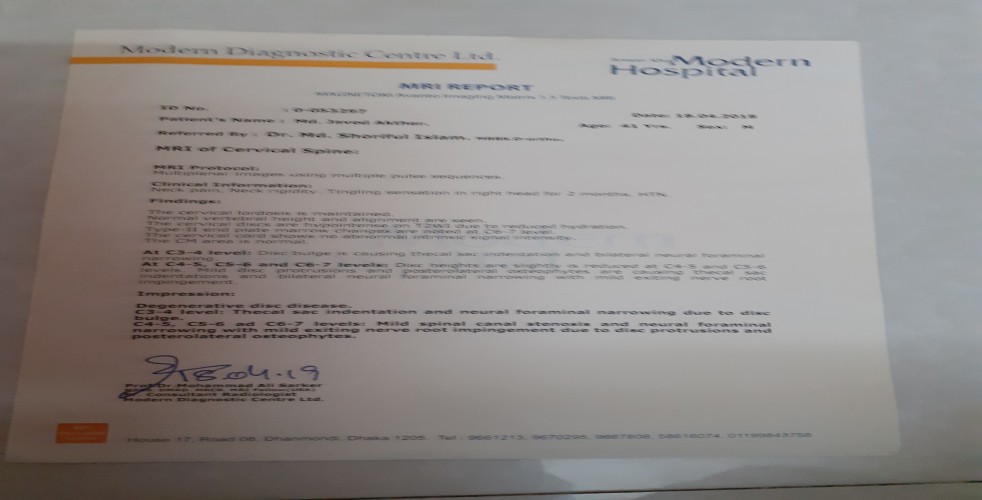 Modern Diagnostic Centre Ltd.
Modern
Hospital
MRI REPORT
ID No. :
Patient's Name : Md. Javed Akther.
Age: 41 Yrs. Sex: M
Referred By : Dr. Md. Shoriful Islam.
MRI of Cervical Spine:
MRI Protocol:
Multiplanar images using multiple pulse sequences.
Clinical Information:
Neck pain, Neck rigidity, Tingling sensation in right head for 2 months, HTN.
Findings:
The cervical lordosis is maintained.
Normal vertebral height and alignment are seen.
The cervical discs are hypointense on T2WI due to reduced hydration.
Type-II end plate marrow changes are noted at C6-7 level.
The cervical cord shows no abnormal intrinsic signal intensity.
The CM area is normal.
At C3-4 level: Disc bulge is causing thecal sac indentation and bilateral neural foraminal
narrowing.
At C4-5, C5-6 and C6-7 levels: Disc height are slightly is reduced at C4-5 and C5-6
levels. Mild disc protrusions and posterolateral osteophytes are causing thecal sac
indentations and bilateral neural foraminal narrowing with mild exiting nerve root
impingement.
Impression:
Degenerative disc disease.
C3-4 level: Thecal sac indentation and neural foraminal narrowing due to disc
bulge.
C4-5, C5-6 ad C6-7 levels: Mild spinal canal stenosis and neural foraminal
narrowing with mild exiting nerve root impingement due to disc protrusions and
posterolateral osteophytes.
18.04.19
Prof Dr.Mohammad Ali Sarker
Consultant Radiologist
Modern Diagnostic Centre Ltd.
House 17, Road 08, Dhanmondi, Dhaka 1205. Tel : 9661213, 9670295,